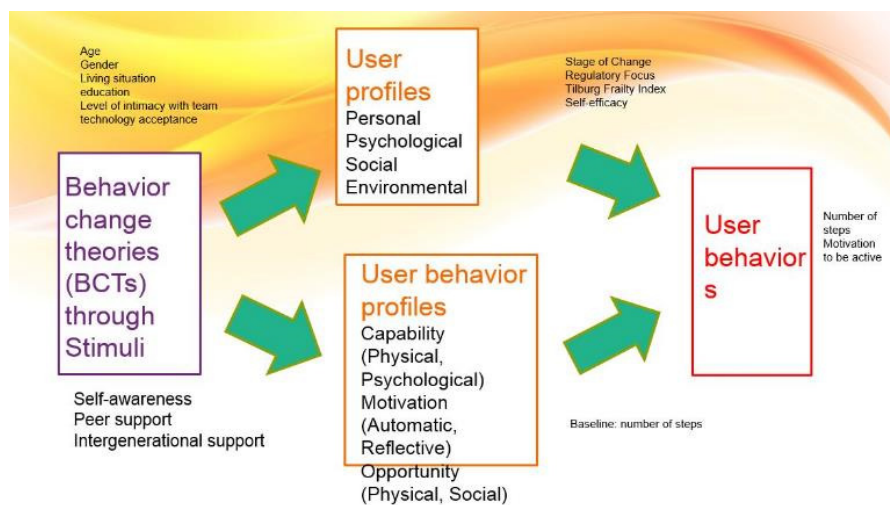 Age
Gender
Living situation
education
Level of intimacy with team
technology acceptance
User
profiles
Personal
Psychological
Social
Environmental
Stage of Change
Regulatory Focus
Tilburg Frailty Index
Self-efficacy
Behavior
change
theories
(BCTs)
through
Stimuli
Self-awareness
Peer support
Intergenerational support
User behavior
profiles
Capability
(Physical,
Psychological)
Motivation
(Automatic,
Reflective)
Opportunity
(Physical, Social)
Baseline: number of steps
User
behavior
s
Number of
steps
Motivation
to be active